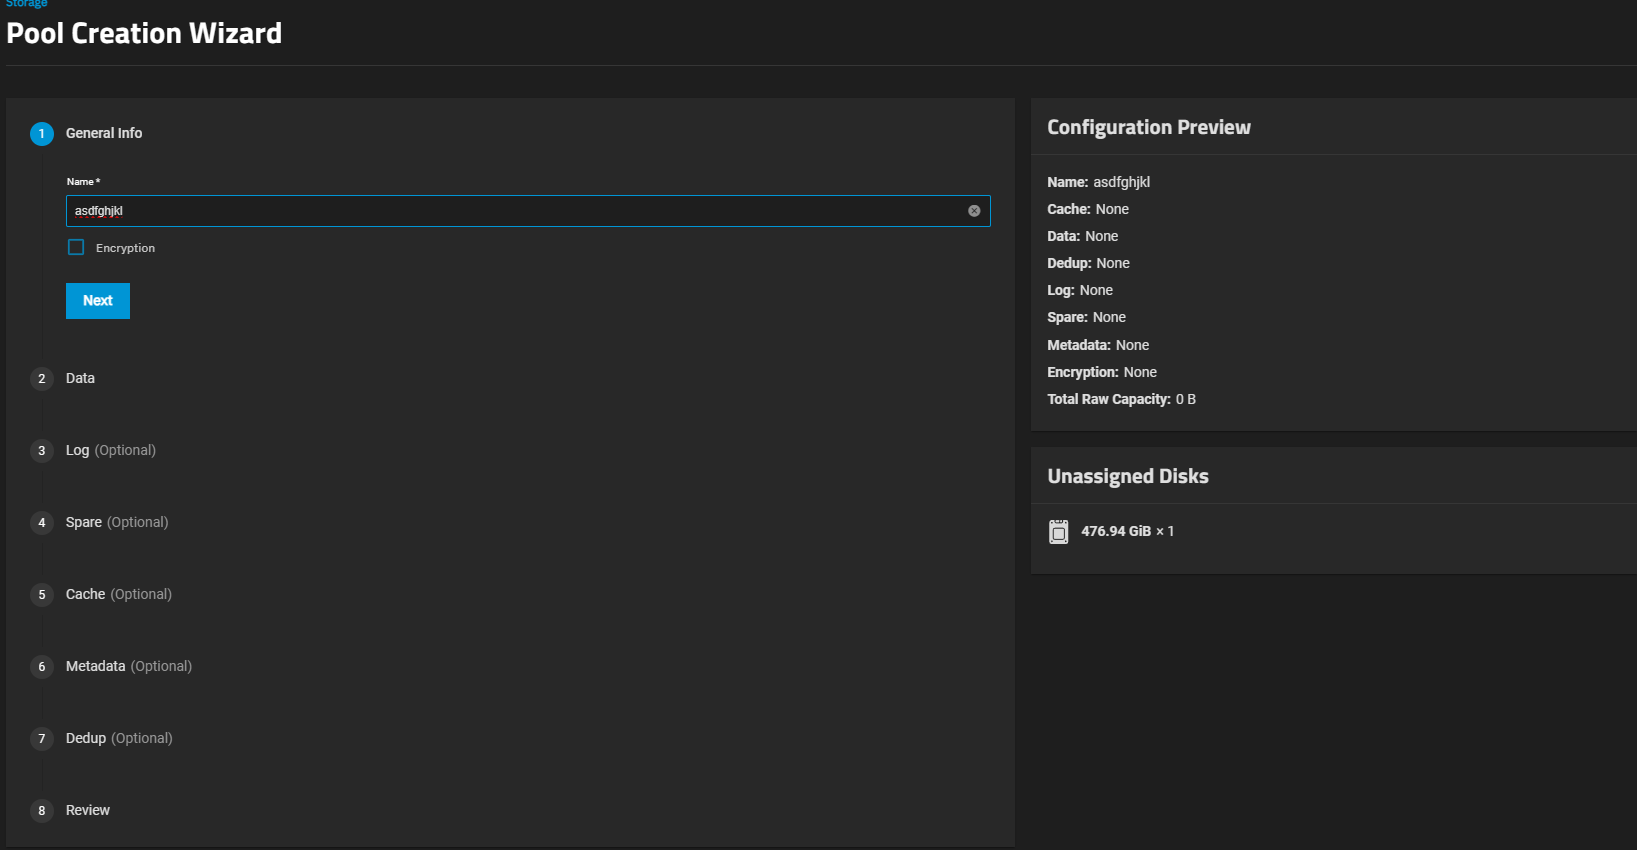 Storage
Pool Creation Wizard
1 General Info
Name *
asdfghjkl
Encryption
Next
2 Data
3 Log (Optional)
4 Spare (Optional)
5 Cache (Optional)
6 Metadata (Optional)
7 Dedup (Optional)
8 Review
Configuration Preview
Name: asdfghjkl
Cache: None
Data: None
Dedup: None
Log: None
Spare: None
Metadata: None
Encryption: None
Total Raw Capacity: 0 B
Unassigned Disks
476.94 GiB × 1